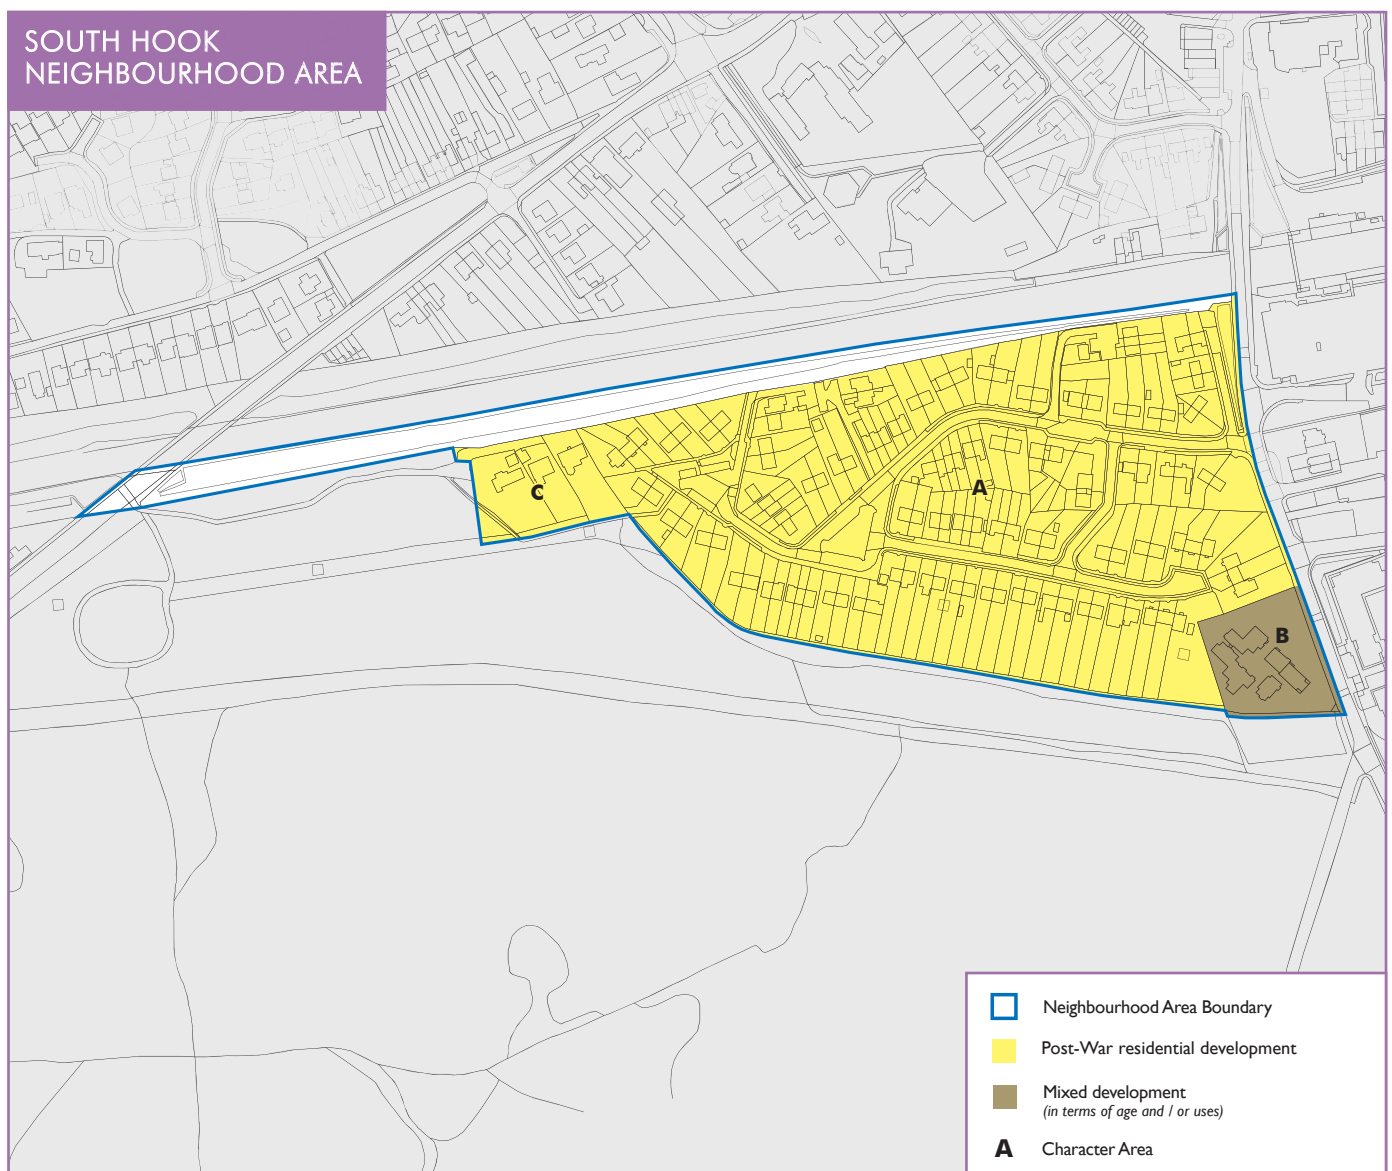 SOUTH HOOK
NEIGHBOURHOOD AREA
C
A
B
Neighbourhood Area Boundary
Post-War residential development
Mixed development
(in terms of age and / or uses)
A Character Area